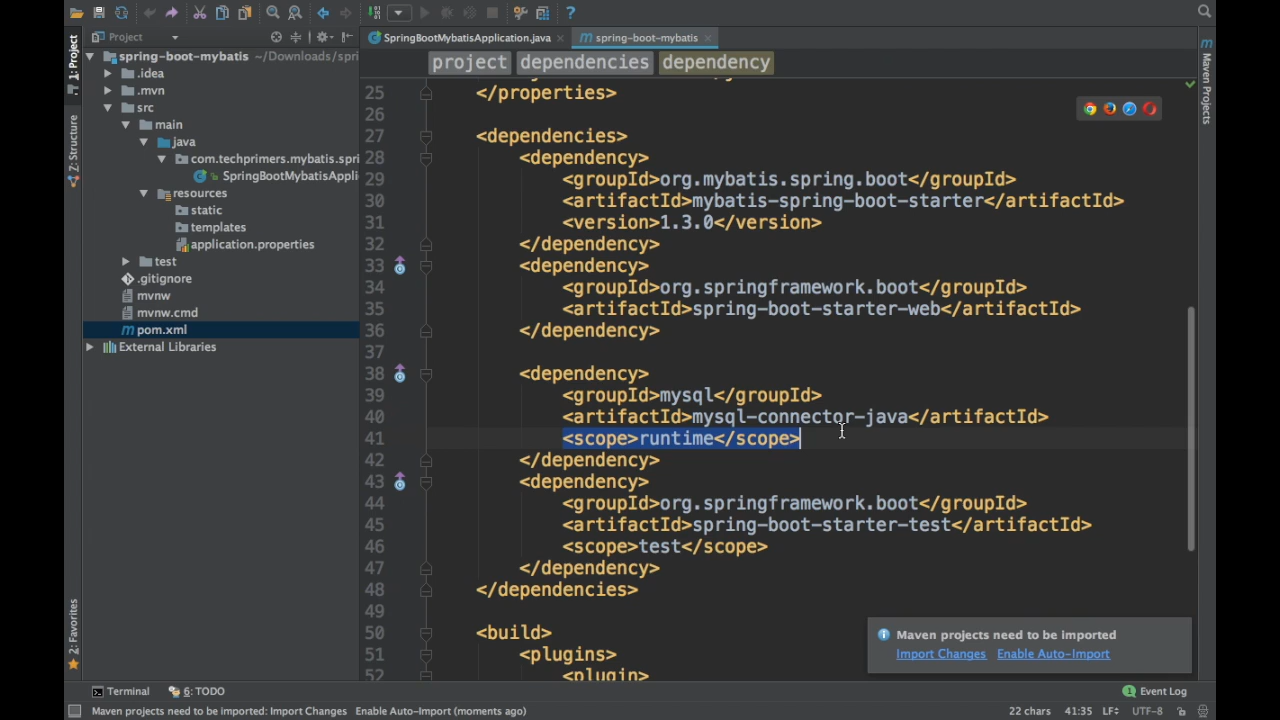 Project
SpringBootMybatisApplication.java
spring-boot-mybatis
1: Project
Z: Structure
2: Favorites
Maven Projects
spring-boot-mybatis ~/Downloads/spri
.idea
.mvn
src
main
java
com.techprimers.mybatis.spri
SpringBootMybatisAppli
resources
static
templates
application.properties
test
.gitignore
mvnw
mvnw.cmd
pom.xml
External Libraries
project dependencies dependency
25 </properties>
26
27 <dependencies>
28 <dependency>
29 <groupId>org.mybatis.spring.boot</groupId>
30 <artifactId>mybatis-spring-boot-starter</artifactId>
31 <version>1.3.0</version>
32 </dependency>
33 <dependency>
34 <groupId>org.springframework.boot</groupId>
35 <artifactId>spring-boot-starter-web</artifactId>
36 </dependency>
37
38 <dependency>
39 <groupId>mysql</groupId>
40 <artifactId>mysql-connector-java</artifactId>
41 <scope>runtime</scope>
42 </dependency>
43 <dependency>
44 <groupId>org.springframework.boot</groupId>
45 <artifactId>spring-boot-starter-test</artifactId>
46 <scope>test</scope>
47 </dependency>
48 </dependencies>
49
50 <build>
51 <plugins>
52 <plugin>
Maven projects need to be imported
Import Changes Enable Auto-Import
Terminal 6: TODO
1 Event Log
Maven projects need to be imported: Import Changes Enable Auto-Import (moments ago)
22 chars 41:35 LF UTF-8